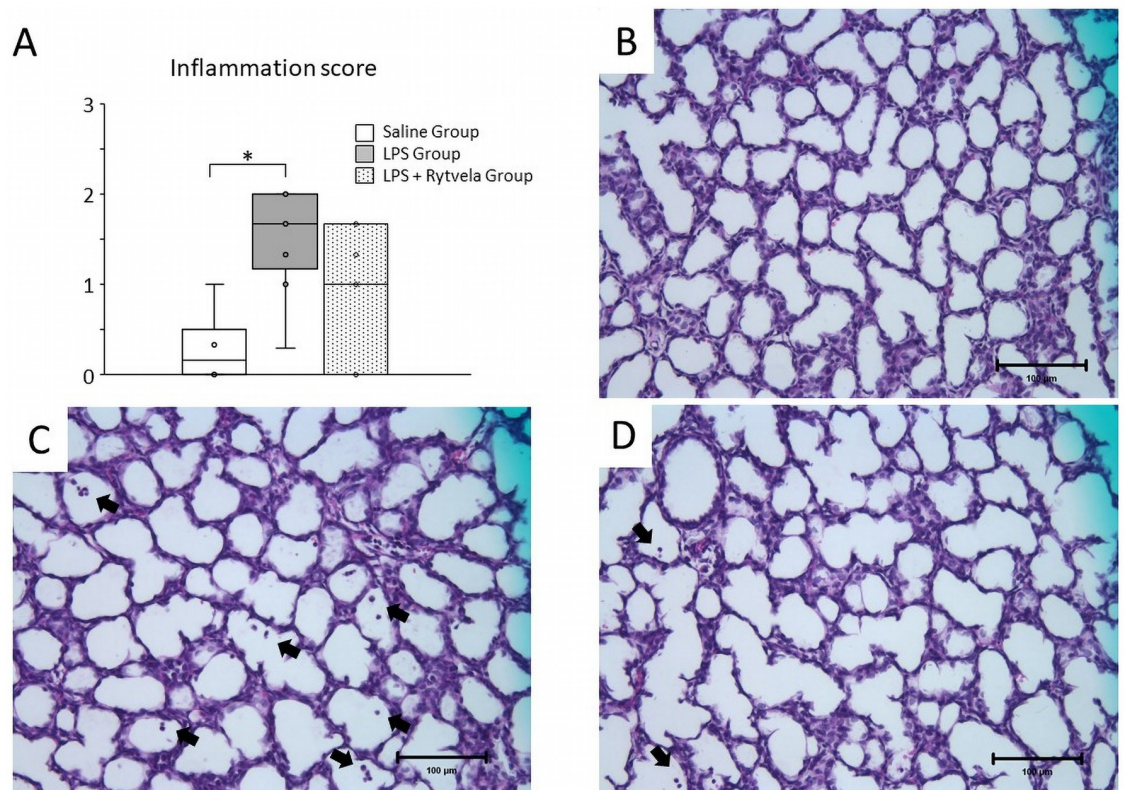 A
Inflammation score
3
2
1
0
*
Saline Group
LPS Group
LPS + Rytvela Group
B
100 µm
C
100 µm
D
100 µm